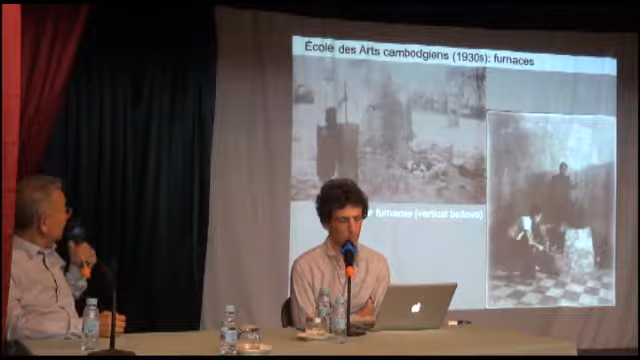 École des Arts cambodgiens (1930s): furnaces
furnace (vertical bellows)